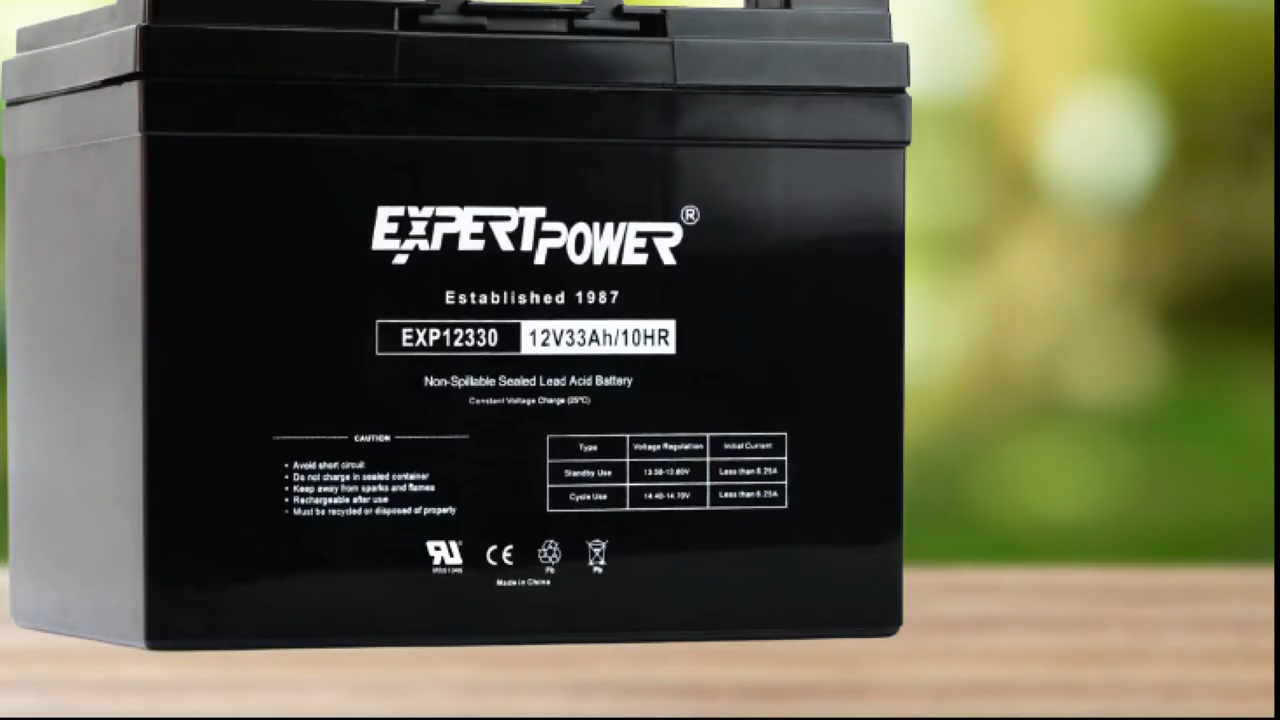 EXPERTPOWER®
Established 1987
EXP12330 12V33Ah/10HR
Non-Spillable Sealed Lead Acid Battery
Constant Voltage Charge (25°C)
CAUTION
• Avoid short circuit
• Do not charge in sealed container
• Keep away from sparks and flames
• Rechargeable after use
• Must be recycled or disposed of properly
Type Voltage Regulation Initial Current
Standby Use 13.50-13.80V Less than 8.25A
Cycle Use 14.40-14.70V Less than 8.25A
CE
Pb Pb
Made in China